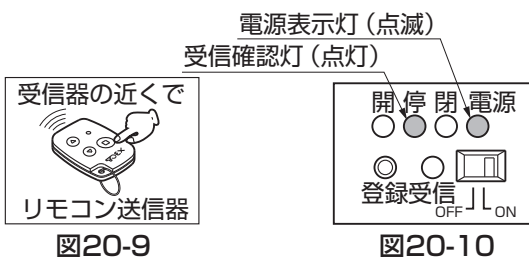 電源表示灯（点滅）
受信確認灯（点灯）
受信器の近くで
リモコン送信器
図20-9
開 停 閉 電源
登録 受信
OFF ON
図20-10